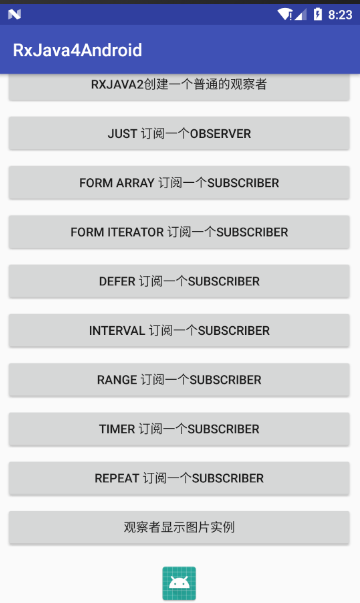 8:23
RxJava4Android
RXJAVA2创建一个普通的观察者
JUST 订阅一个OBSERVER
FORM ARRAY 订阅一个SUBSCRIBER
FORM ITERATOR 订阅一个SUBSCRIBER
DEFER 订阅一个SUBSCRIBER
INTERVAL 订阅一个SUBSCRIBER
RANGE 订阅一个SUBSCRIBER
TIMER 订阅一个SUBSCRIBER
REPEAT 订阅一个SUBSCRIBER
观察者显示图片实例